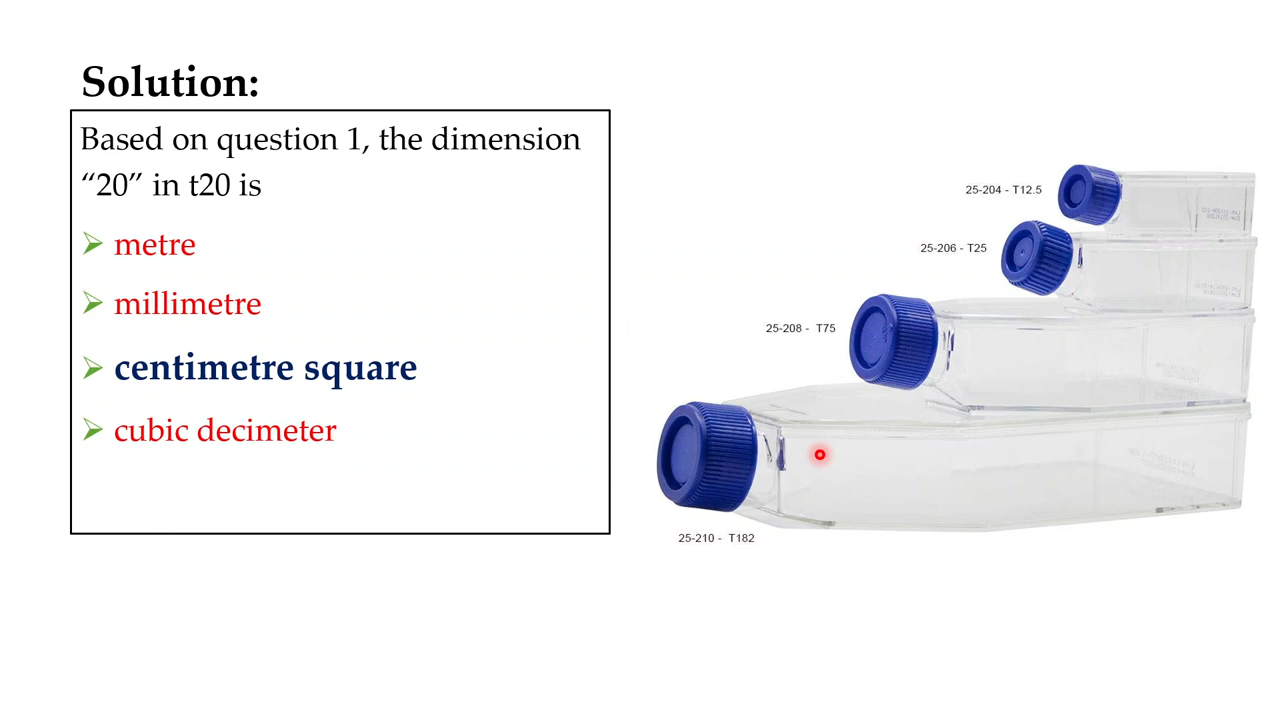 Solution:
Based on question 1, the dimension
“20” in t20 is
metre
millimetre
centimetre square
cubic decimeter
25-204 - T12.5
25-206 - T25
25-208 - T75
25-210 - T182